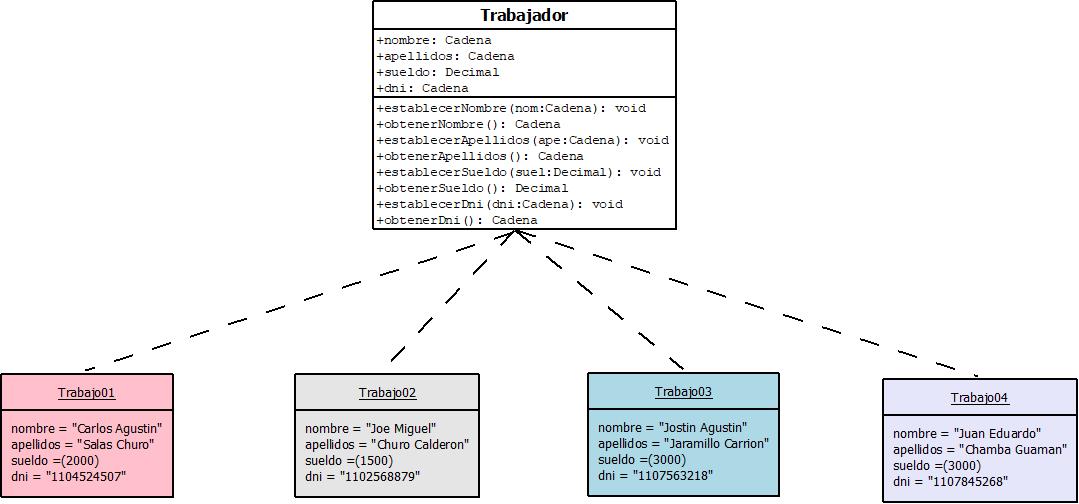 Trabajador
+nombre: Cadena
+apellidos: Cadena
+sueldo: Decimal
+dni: Cadena
+establecerNombre(nom:Cadena): void
+obtenerNombre(): Cadena
+establecerApellidos(ape:Cadena): void
+obtenerApellidos(): Cadena
+establecerSueldo(suel:Decimal): void
+obtenerSueldo(): Decimal
+establecerDni(dni:Cadena): void
+obtenerDni(): Cadena
Trabajo01
nombre = "Carlos Agustin"
apellidos = "Salas Churo"
sueldo =(2000)
dni = "1104524507"
Trabajo02
nombre = "Joe Miguel"
apellidos = "Churo Calderon"
sueldo =(1500)
dni = "1102568879"
Trabajo03
nombre = "Jostin Agustin"
apellidos = "Jaramillo Carrion"
sueldo =(3000)
dni = "1107563218"
Trabajo04
nombre = "Juan Eduardo"
apellidos = "Chamba Guaman"
sueldo =(3000)
dni = "1107845268"